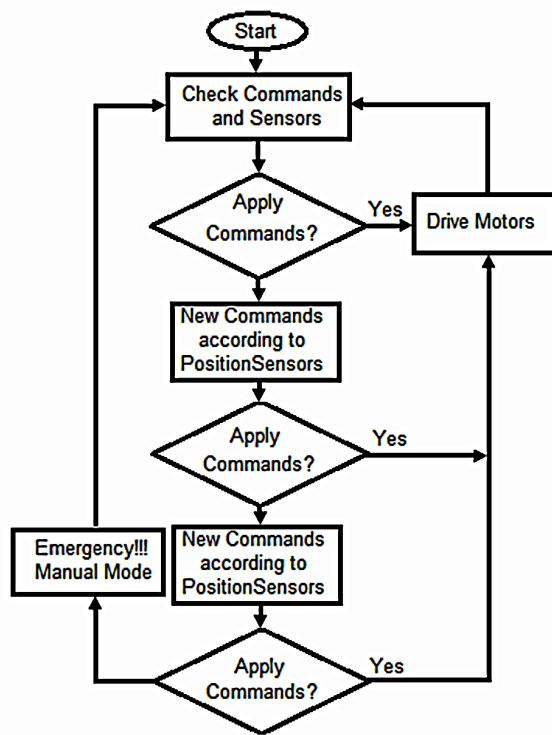 Start
Check Commands
and Sensors
Apply
Commands?
Yes
Drive Motors
New Commands
according to
PositionSensors
Apply
Commands?
Yes
Emergency!!!
Manual Mode
New Commands
according to
PositionSensors
Apply
Commands?
Yes